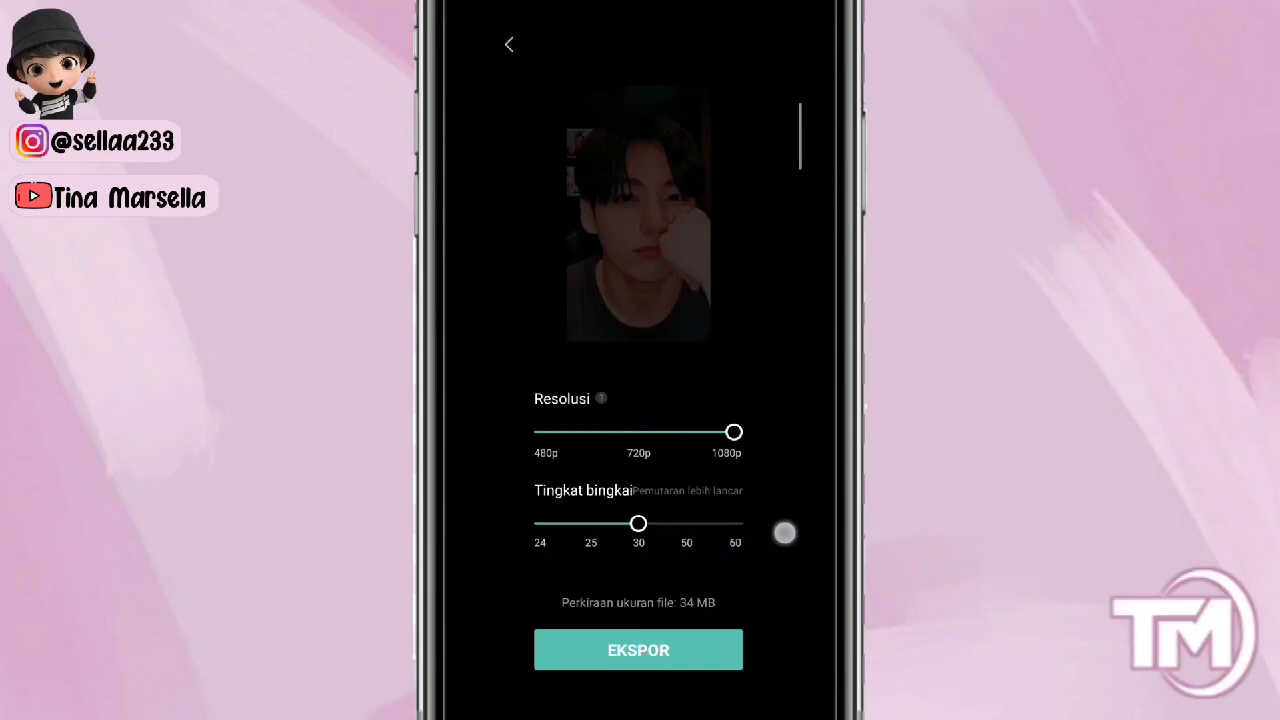 @sellaa233
Tina Marsella
Resolusi ?
480p 720p 1080p
Tingkat bingkai Pemutaran lebih lancar
24 25 30 50 60
Perkiraan ukuran file: 34 MB
EKSPOR
TM